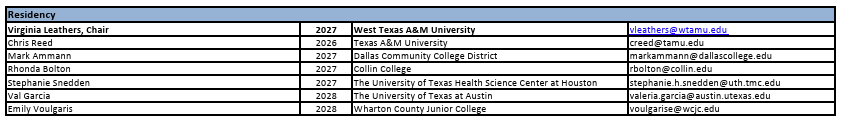 Residency
Virginia Leathers, Chair 2027 West Texas A&M University vleathers@wtamu.edu
Chris Reed 2026 Texas A&M University creed@tamu.edu
Mark Ammann 2027 Dallas Community College District markammann@dallascollege.edu
Rhonda Bolton 2027 Collin College rbolton@collin.edu
Stephanie Snedden 2027 The University of Texas Health Science Center at Houston stephanie.h.snedden@uth.tmc.edu
Val Garcia 2028 The University of Texas at Austin valeria.garcia@austin.utexas.edu
Emily Voulgaris 2028 Wharton County Junior College voulgarise@wcjc.edu